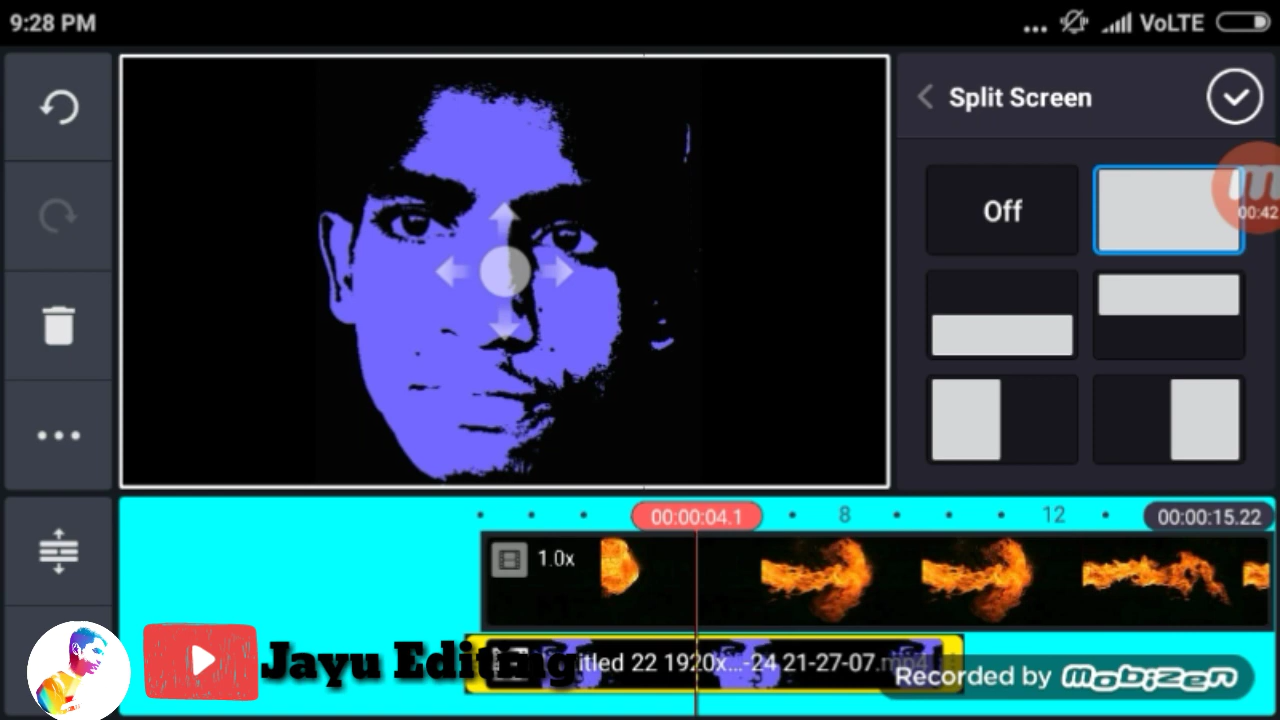 9:28 PM
... VoLTE
Split Screen
Off
00:42
00:00:04.1
8
12
00:00:15.22
1.0x
itled 22 1920x...-24 21-27-07.mp4
Jayu Editing
Recorded by mobizen